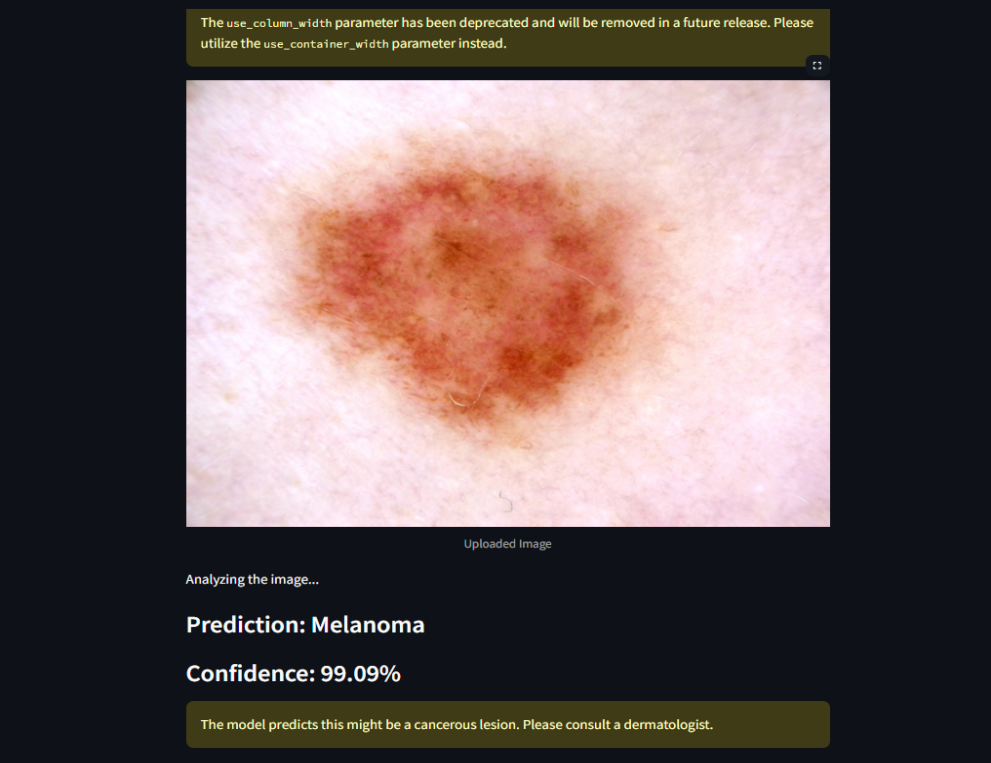 The use_column_width parameter has been deprecated and will be removed in a future release. Please
utilize the use_container_width parameter instead.
Uploaded Image
Analyzing the image...
Prediction: Melanoma
Confidence: 99.09%
The model predicts this might be a cancerous lesion. Please consult a dermatologist.